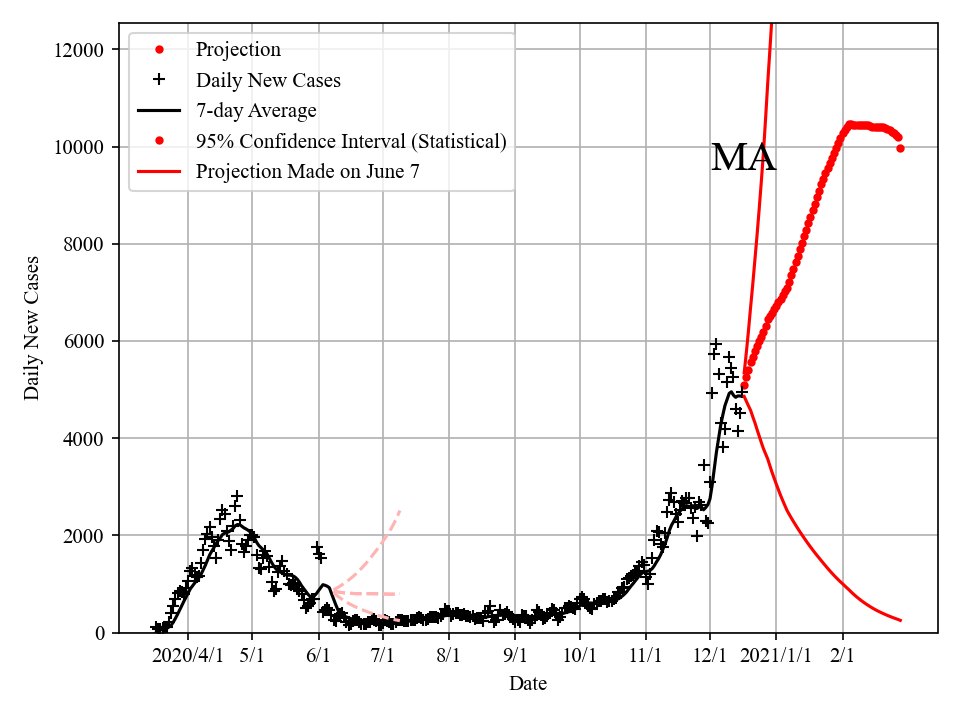 12000
10000
8000
6000
4000
2000
0
Daily New Cases
Projection
Daily New Cases
7-day Average
95% Confidence Interval (Statistical)
Projection Made on June 7
MA
2020/4/1 5/1 6/1 7/1 8/1 9/1 10/1 11/1 12/1 2021/1/1 2/1
Date